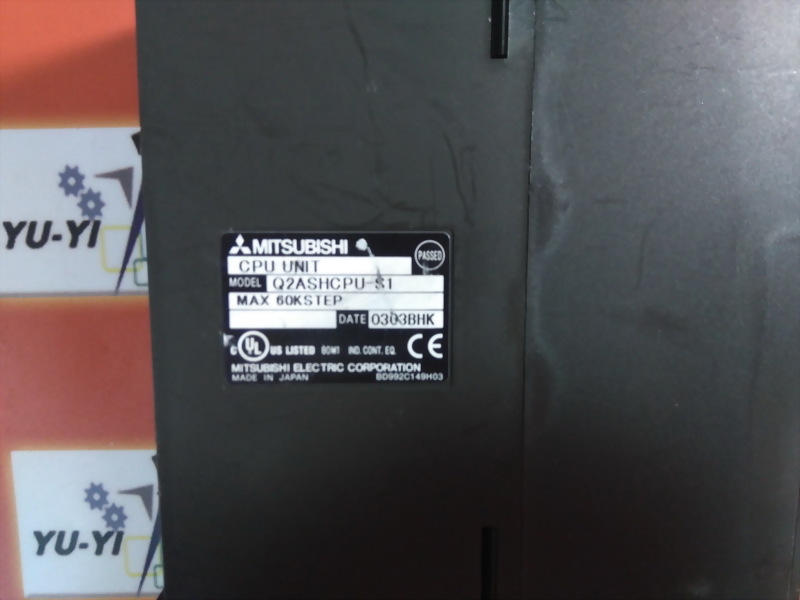 YU-YI
MITSUBISHI
PASSED
CPU UNIT
MODEL Q2ASHCPU-S1
MAX 60KSTEP
DATE 0303BHK
C UL US LISTED 80M1 IND. CONT. EQ. CE
MITSUBISHI ELECTRIC CORPORATION
MADE IN JAPAN BD992C149H03
YU-YI